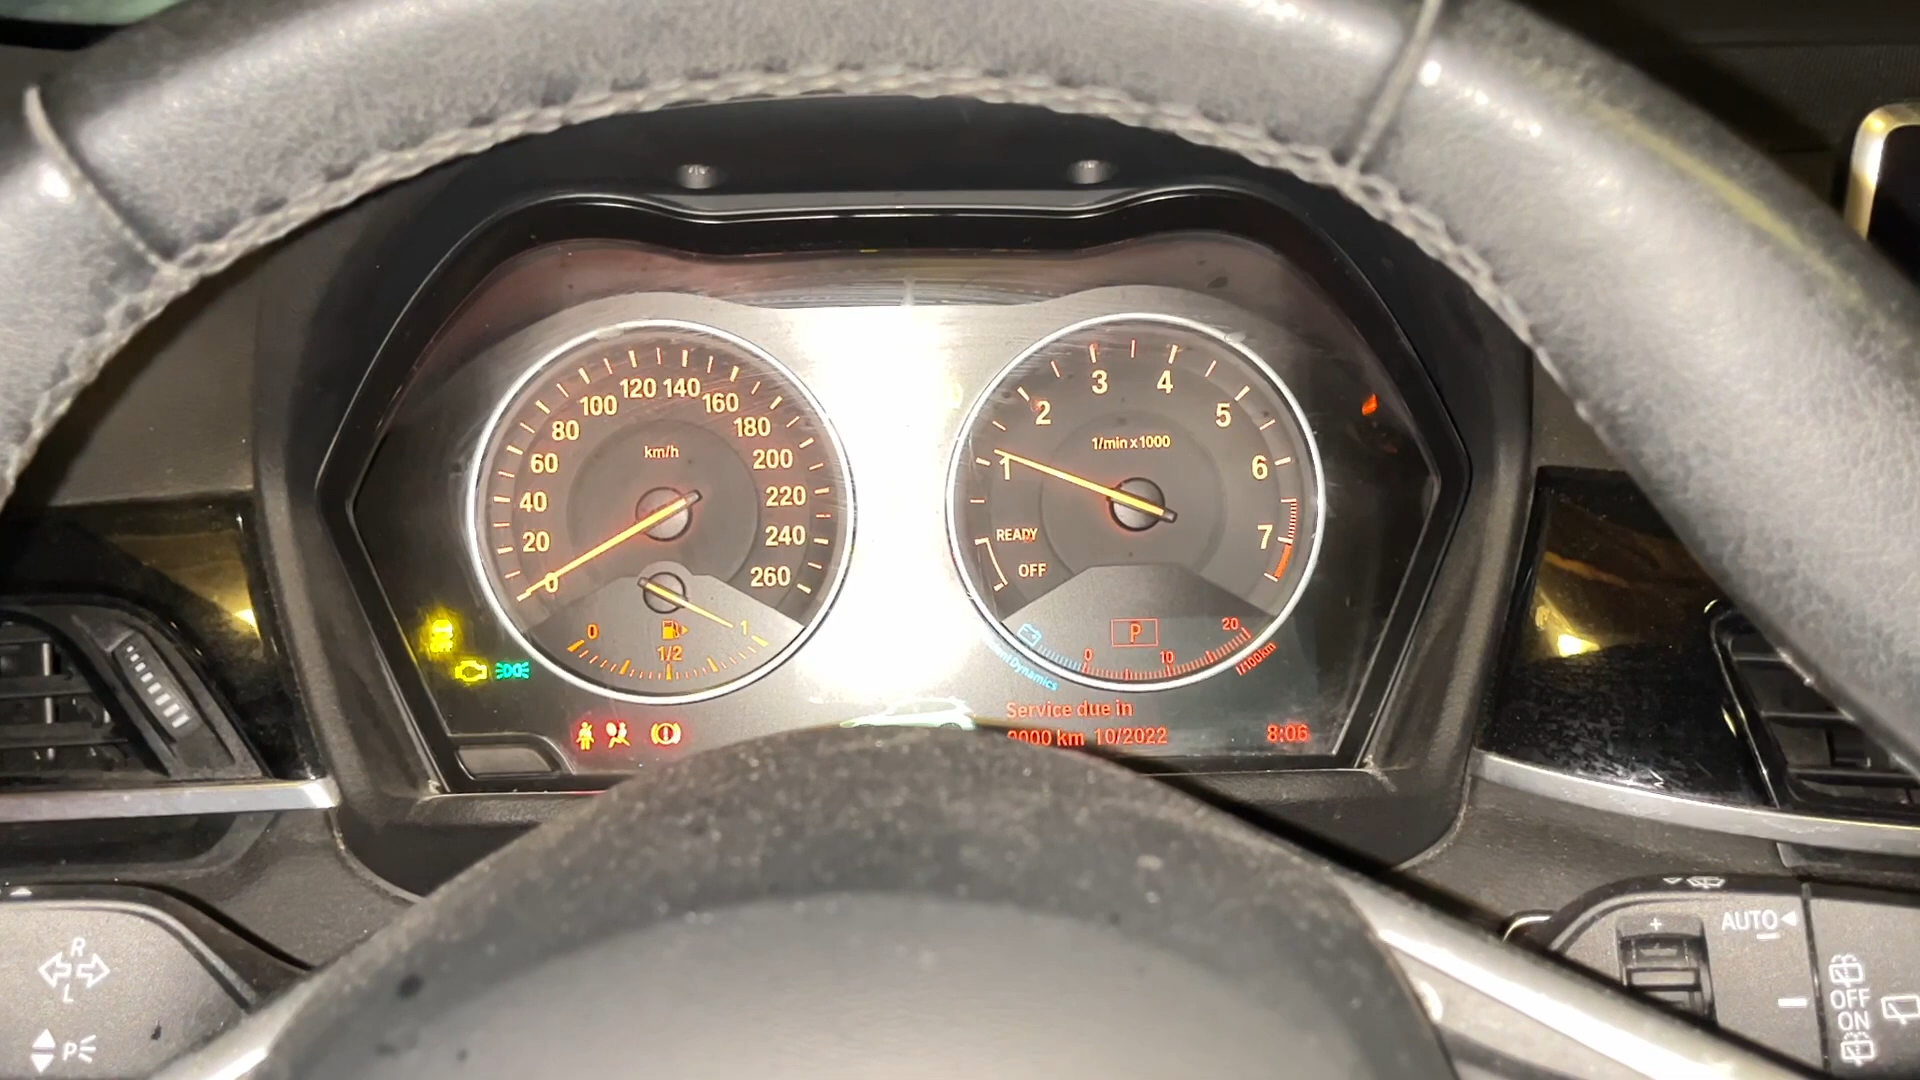 120 140
100 160
80 180
60 km/h 200
40 220
20 240
0 260
0 1/2 1
3 4
2 5
1/min x 1000
1 6
READY 7
OFF
P
0 10 20
l/100km
Service due in
km 10/2022
8:06
R
L
P
AUTO
OFF
ON